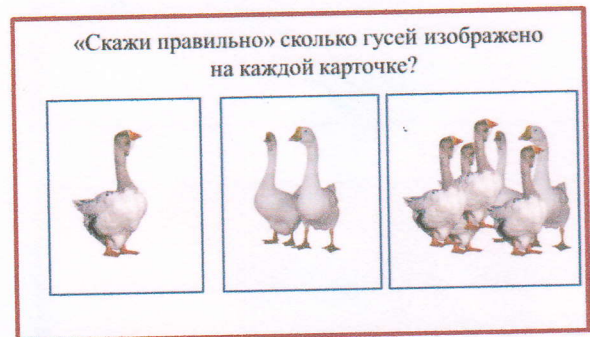 «Скажи правильно» сколько гусей изображено
на каждой карточке?